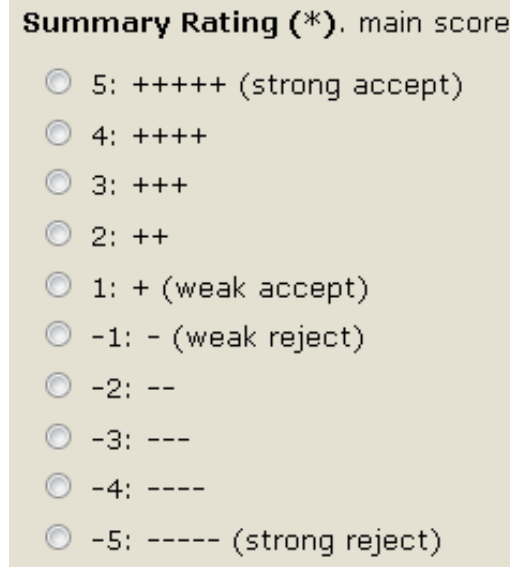 Summary Rating (*). main score
5: +++++ (strong accept)
4: ++++
3: +++
2: ++
1: + (weak accept)
-1: - (weak reject)
-2: --
-3: ---
-4: ----
-5: ----- (strong reject)